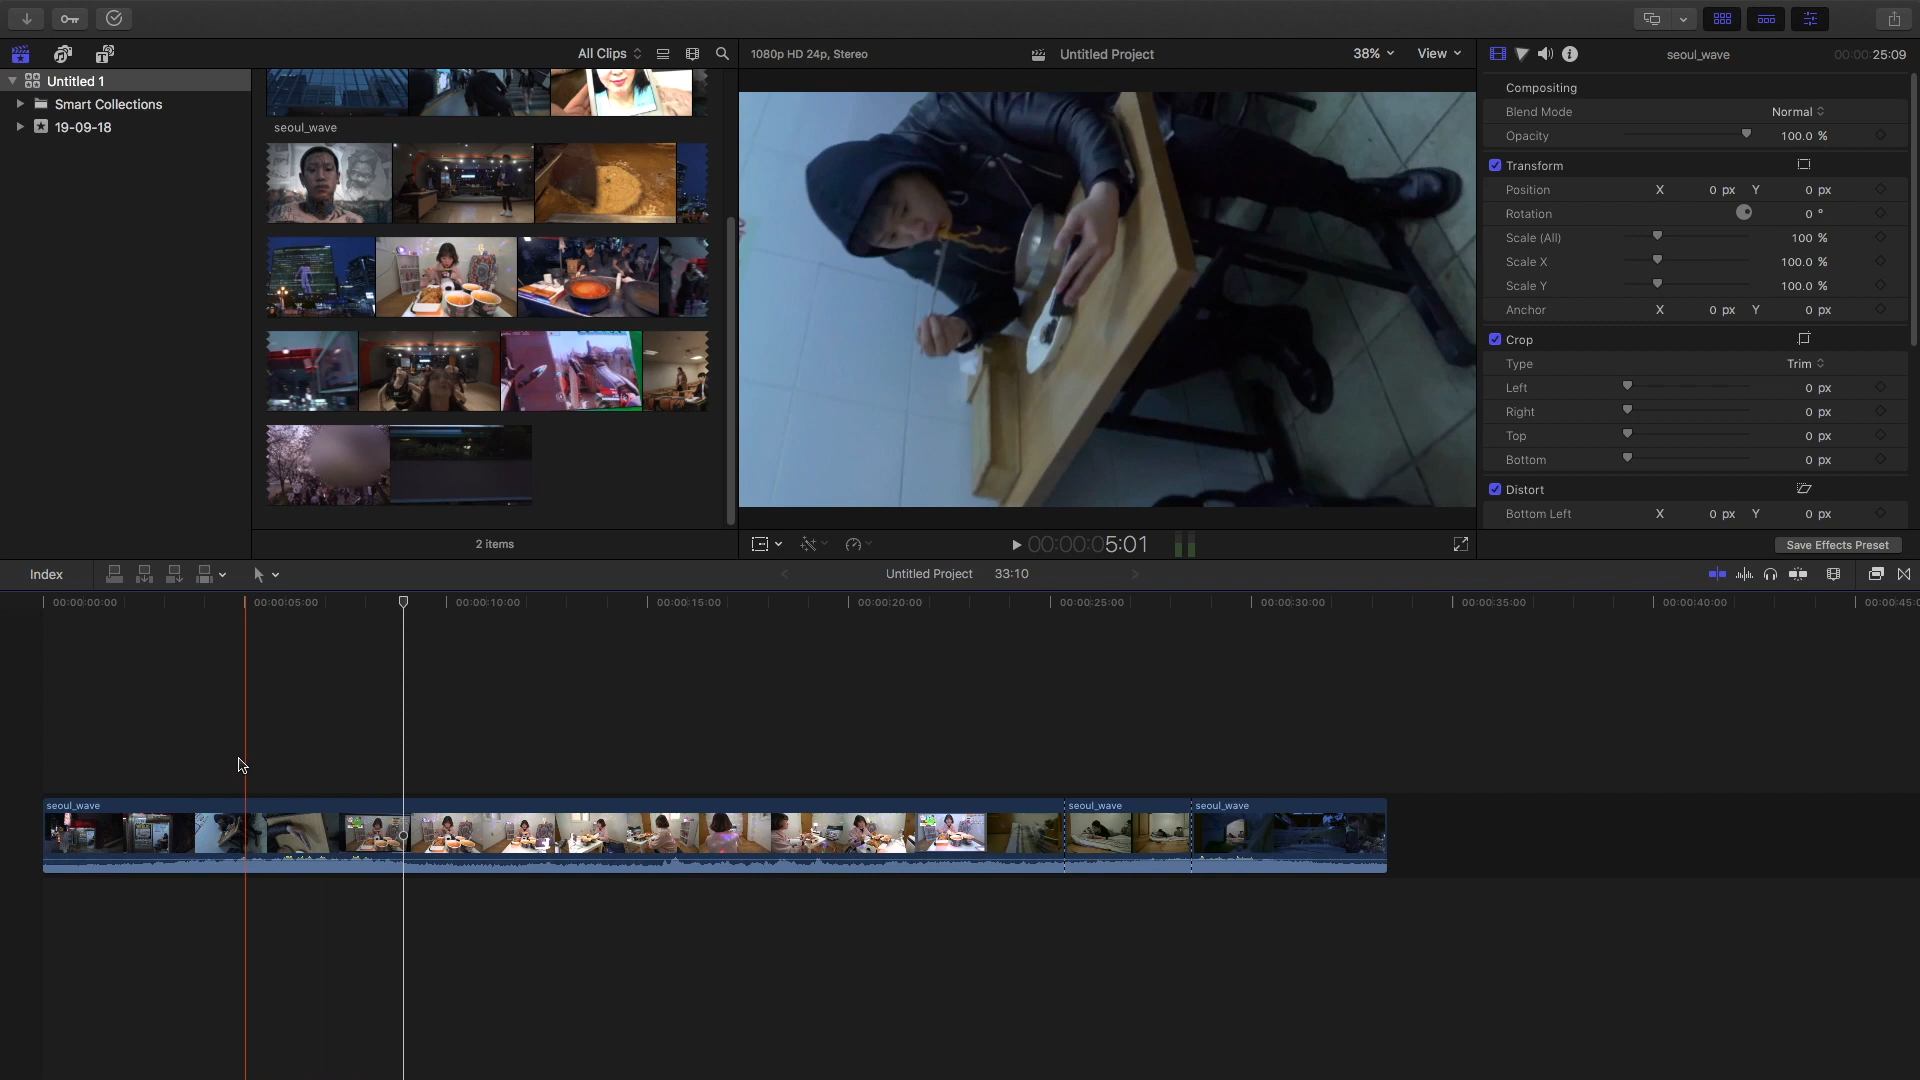 All Clips
1080p HD 24p, Stereo
Untitled Project
38%
View
seoul_wave
00:00:25:09
Untitled 1
Smart Collections
19-09-18
seoul_wave
2 items
Compositing
Blend Mode
Normal
Opacity
100.0 %
Transform
Position
X
0 px
Y
0 px
Rotation
0 °
Scale (All)
100 %
Scale X
100.0 %
Scale Y
100.0 %
Anchor
X
0 px
Y
0 px
Crop
Type
Trim
Left
0 px
Right
0 px
Top
0 px
Bottom
0 px
Distort
Bottom Left
X
0 px
Y
0 px
00:00:05:01
Save Effects Preset
Index
Untitled Project
33:10
00:00:00:00
00:00:05:00
00:00:10:00
00:00:15:00
00:00:20:00
00:00:25:00
00:00:30:00
00:00:35:00
00:00:40:00
00:00:45:0
seoul_wave
seoul_wave
seoul_wave